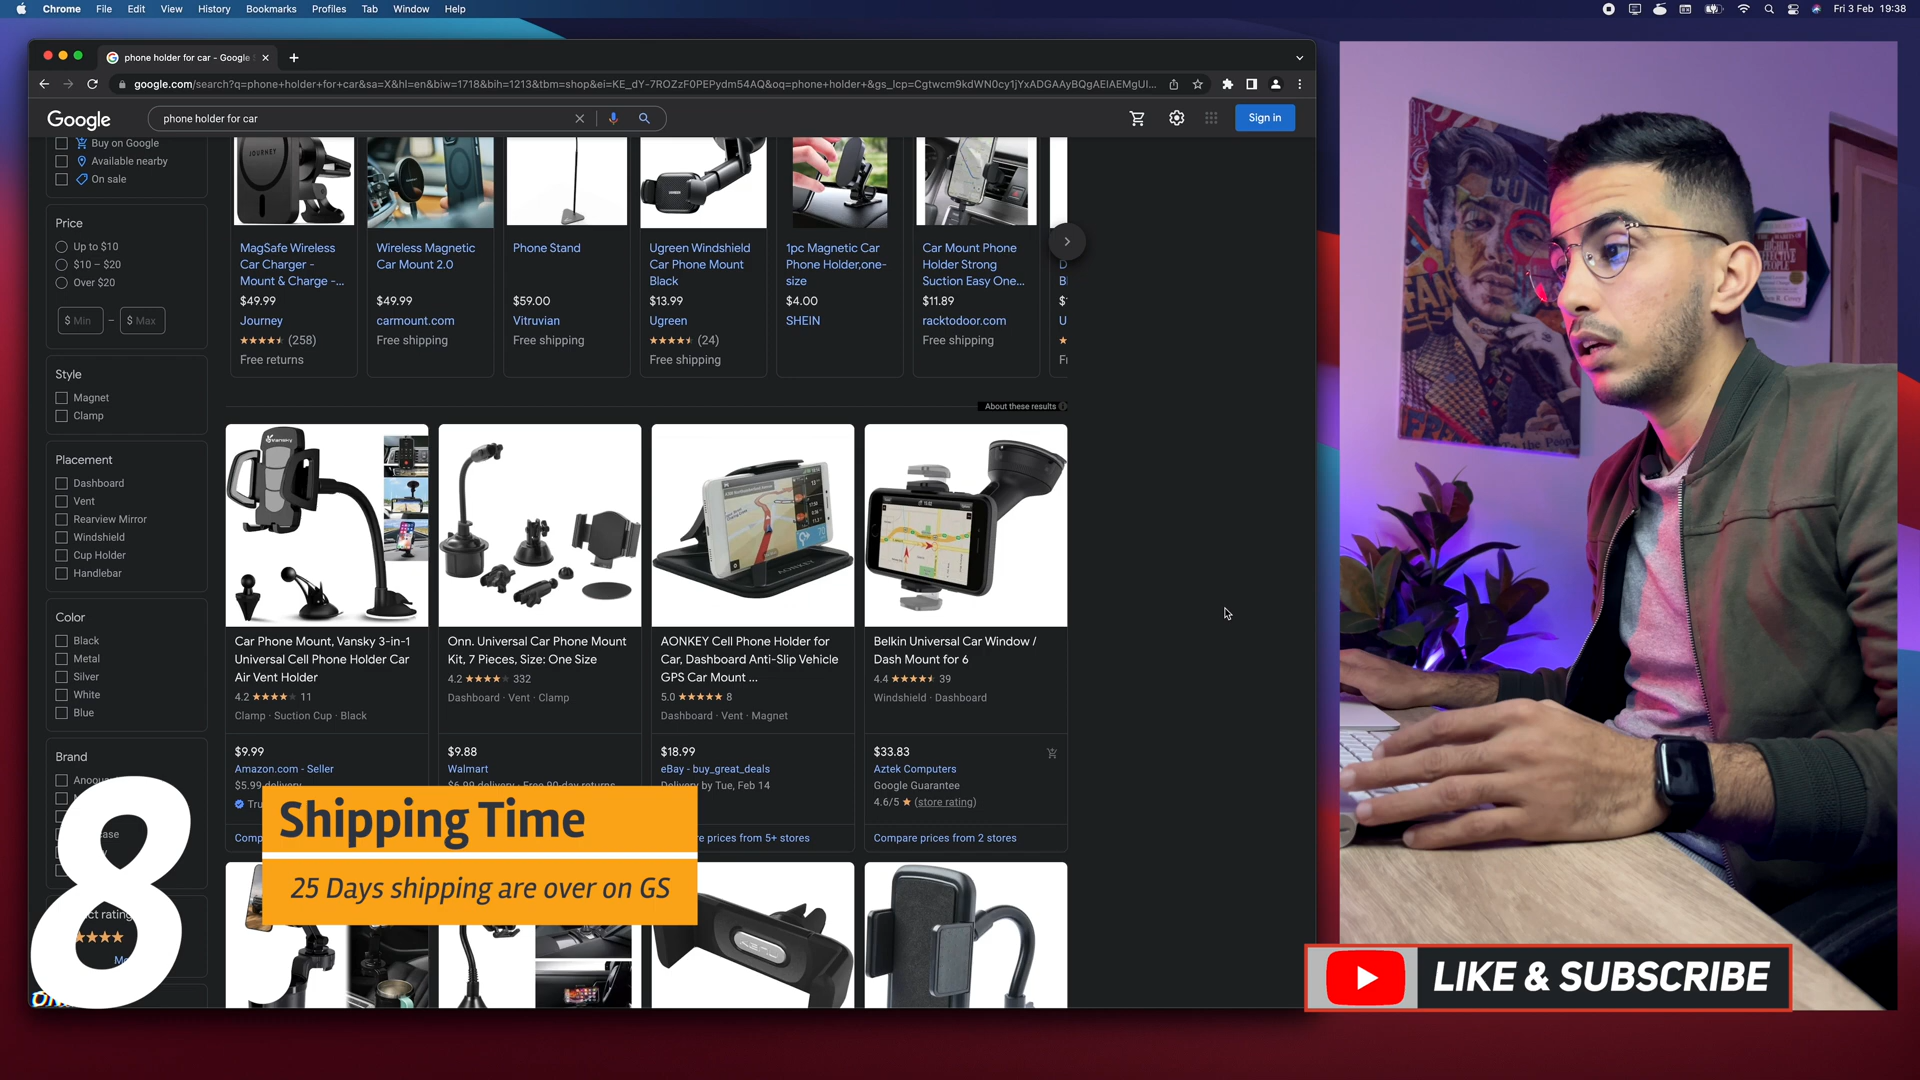 Chrome File Edit View History Bookmarks Profiles Tab Window Help
Fri 3 Feb 19:38
phone holder for car - Google
google.com/search?q=phone+holder+for+car&sa=X&hl=en&biw=1718&bih=1213&tbm=shop&ei=KE_dY-7ROZzF0PEPydm54AQ&oq=phone+holder+&gs_lcp=Cgtwcm9kdWN0cy1jYxADGAAyBQgAEIAEMgUI...
Google
phone holder for car
Sign in
Buy on Google
Available nearby
On sale
Price
Up to $10
$10 – $20
Over $20
$ Min – $ Max
Style
Magnet
Clamp
Placement
Dashboard
Vent
Rearview Mirror
Windshield
Cup Holder
Handlebar
Color
Black
Metal
Silver
White
Blue
Brand
JOURNEY
MagSafe Wireless
Car Charger -
Mount & Charge -...
$49.99
Journey
(258)
Free returns
Wireless Magnetic
Car Mount 2.0
$49.99
carmount.com
Free shipping
Phone Stand
$59.00
Vitruvian
Free shipping
Ugreen Windshield
Car Phone Mount
Black
$13.99
Ugreen
(24)
Free shipping
1pc Magnetic Car
Phone Holder,one-
size
$4.00
SHEIN
Car Mount Phone
Holder Strong
Suction Easy One...
$11.89
racktodoor.com
Free shipping
About these results
Car Phone Mount, Vansky 3-in-1
Universal Cell Phone Holder Car
Air Vent Holder
4.2 11
Clamp · Suction Cup · Black
$9.99
Amazon.com - Seller
$5.99 delivery
Onn. Universal Car Phone Mount
Kit, 7 Pieces, Size: One Size
4.2 332
Dashboard · Vent · Clamp
$9.88
Walmart
$6.99 delivery · Free 90-day returns
AONKEY Cell Phone Holder for
Car, Dashboard Anti-Slip Vehicle
GPS Car Mount ...
5.0 8
Dashboard · Vent · Magnet
$18.99
eBay - buy_great_deals
Delivery by Tue, Feb 14
prices from 5+ stores
Belkin Universal Car Window /
Dash Mount for 6
4.4 39
Windshield · Dashboard
$33.83
Aztek Computers
Google Guarantee
4.6/5 (store rating)
Compare prices from 2 stores
8
Shipping Time
25 Days shipping are over on GS
LIKE & SUBSCRIBE